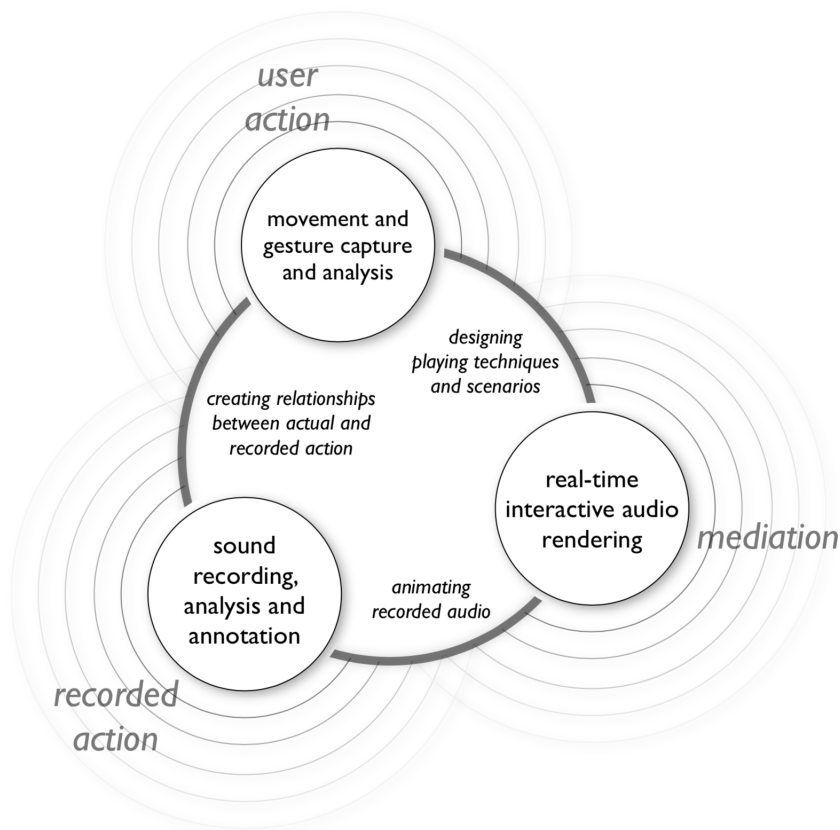 user
action
movement and
gesture capture
and analysis
designing
playing techniques
and scenarios
creating relationships
between actual and
recorded action
real-time
interactive audio
rendering
mediation
sound
recording,
analysis and
annotation
animating
recorded audio
recorded
action